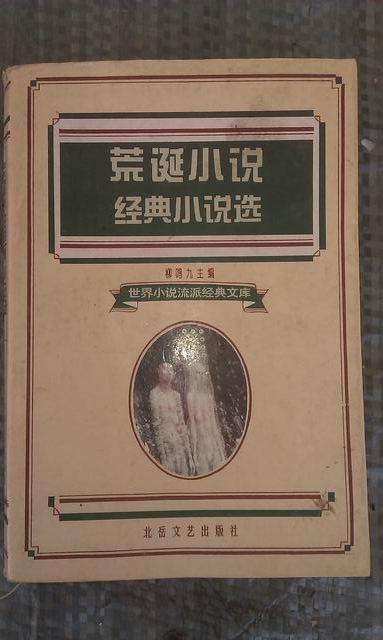 荒诞小说
经典小说选
柳鸣九主编
世界小说流派经典文库
北岳文艺出版社